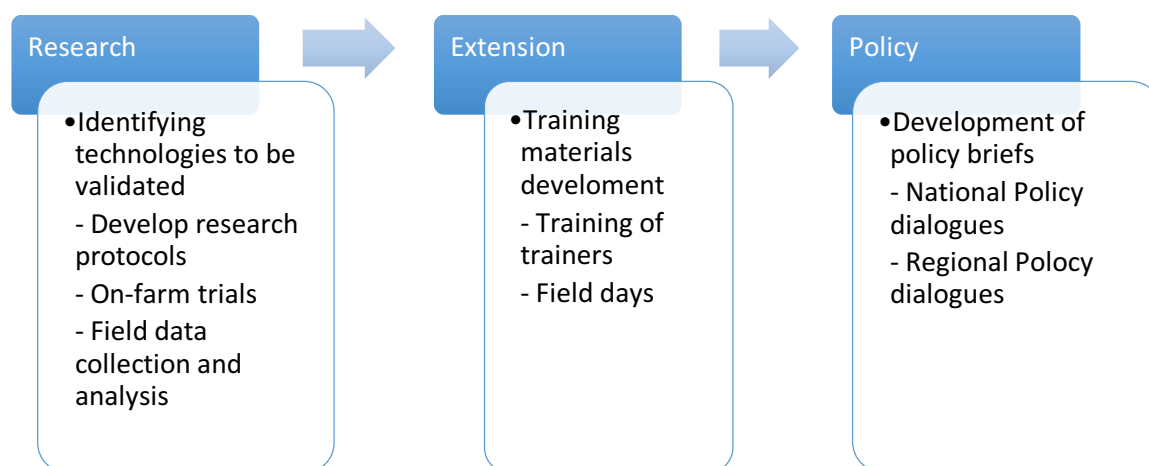 Research
•Identifying
technologies to be
validated
- Develop research
protocols
- On-farm trials
- Field data
collection and
analysis
Extension
•Training
materials
develoment
- Training of
trainers
- Field days
Policy
•Development of
policy briefs
- National Policy
dialogues
- Regional Polocy
dialogues